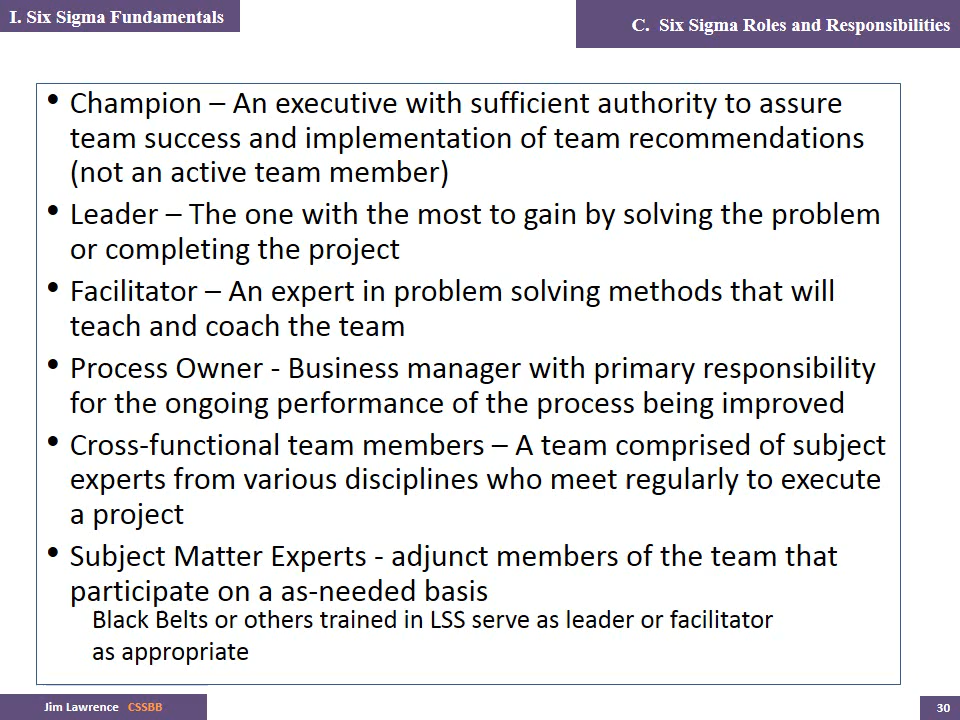 I. Six Sigma Fundamentals
C. Six Sigma Roles and Responsibilities
• Champion – An executive with sufficient authority to assure
team success and implementation of team recommendations
(not an active team member)
• Leader – The one with the most to gain by solving the problem
or completing the project
• Facilitator – An expert in problem solving methods that will
teach and coach the team
• Process Owner - Business manager with primary responsibility
for the ongoing performance of the process being improved
• Cross-functional team members – A team comprised of subject
experts from various disciplines who meet regularly to execute
a project
• Subject Matter Experts - adjunct members of the team that
participate on a as-needed basis
Black Belts or others trained in LSS serve as leader or facilitator
as appropriate
Jim Lawrence CSSBB
30